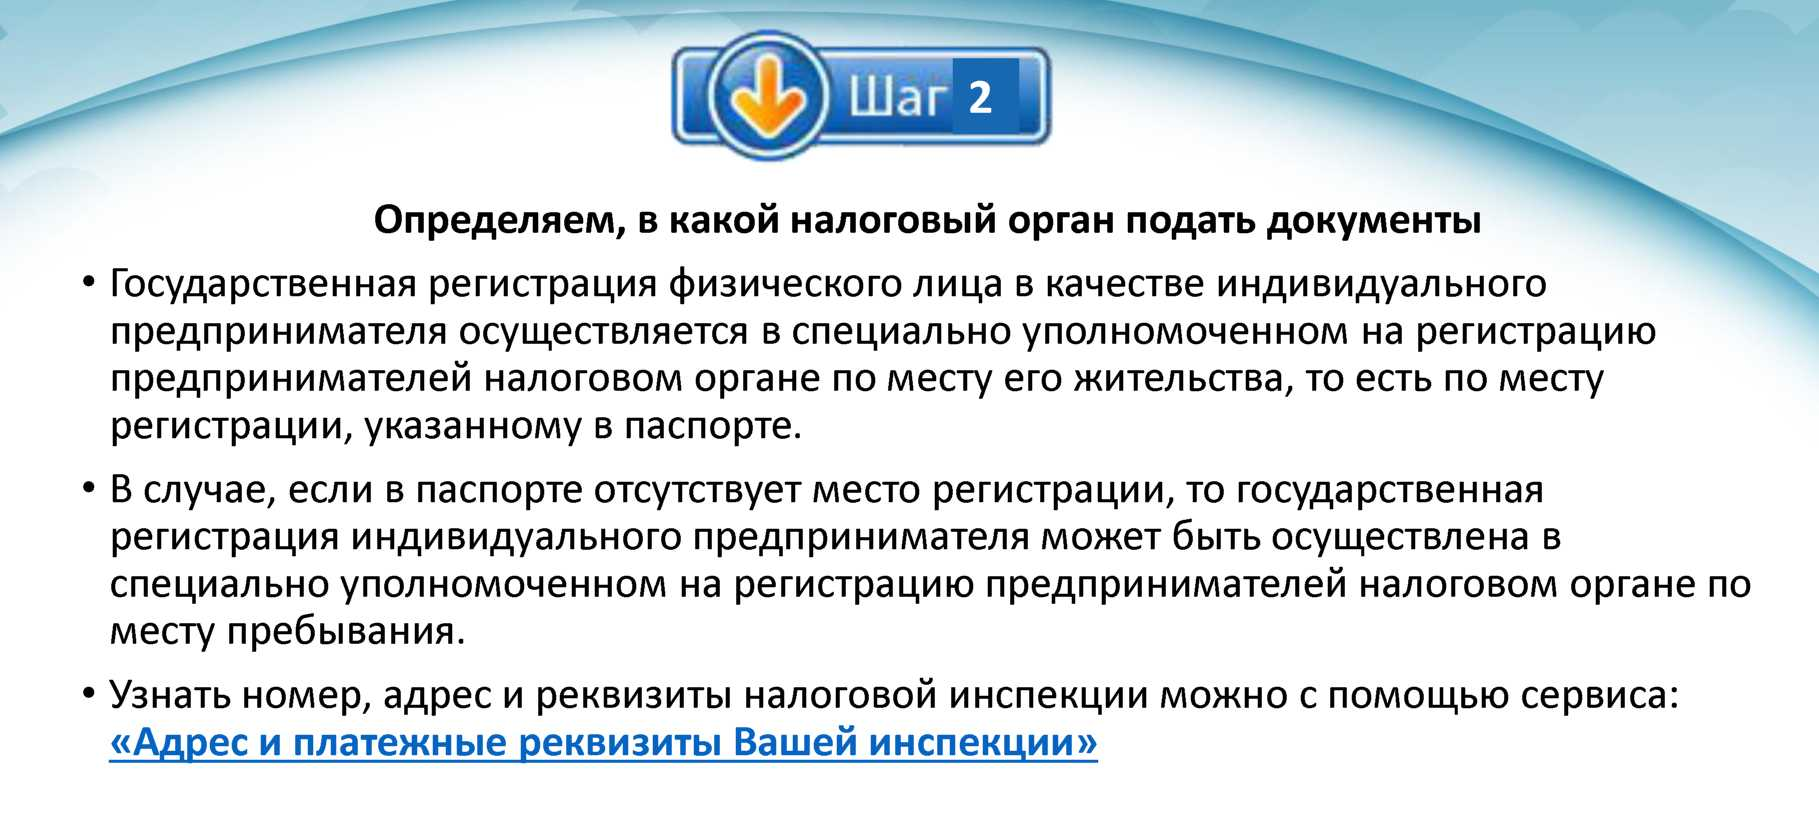 Шаг 2
Определяем, в какой налоговый орган подать документы
• Государственная регистрация физического лица в качестве индивидуального
предпринимателя осуществляется в специально уполномоченном на регистрацию
предпринимателей налоговом органе по месту его жительства, то есть по месту
регистрации, указанному в паспорте.
• В случае, если в паспорте отсутствует место регистрации, то государственная
регистрация индивидуального предпринимателя может быть осуществлена в
специально уполномоченном на регистрацию предпринимателей налоговом органе по
месту пребывания.
• Узнать номер, адрес и реквизиты налоговой инспекции можно с помощью сервиса:
«Адрес и платежные реквизиты Вашей инспекции»